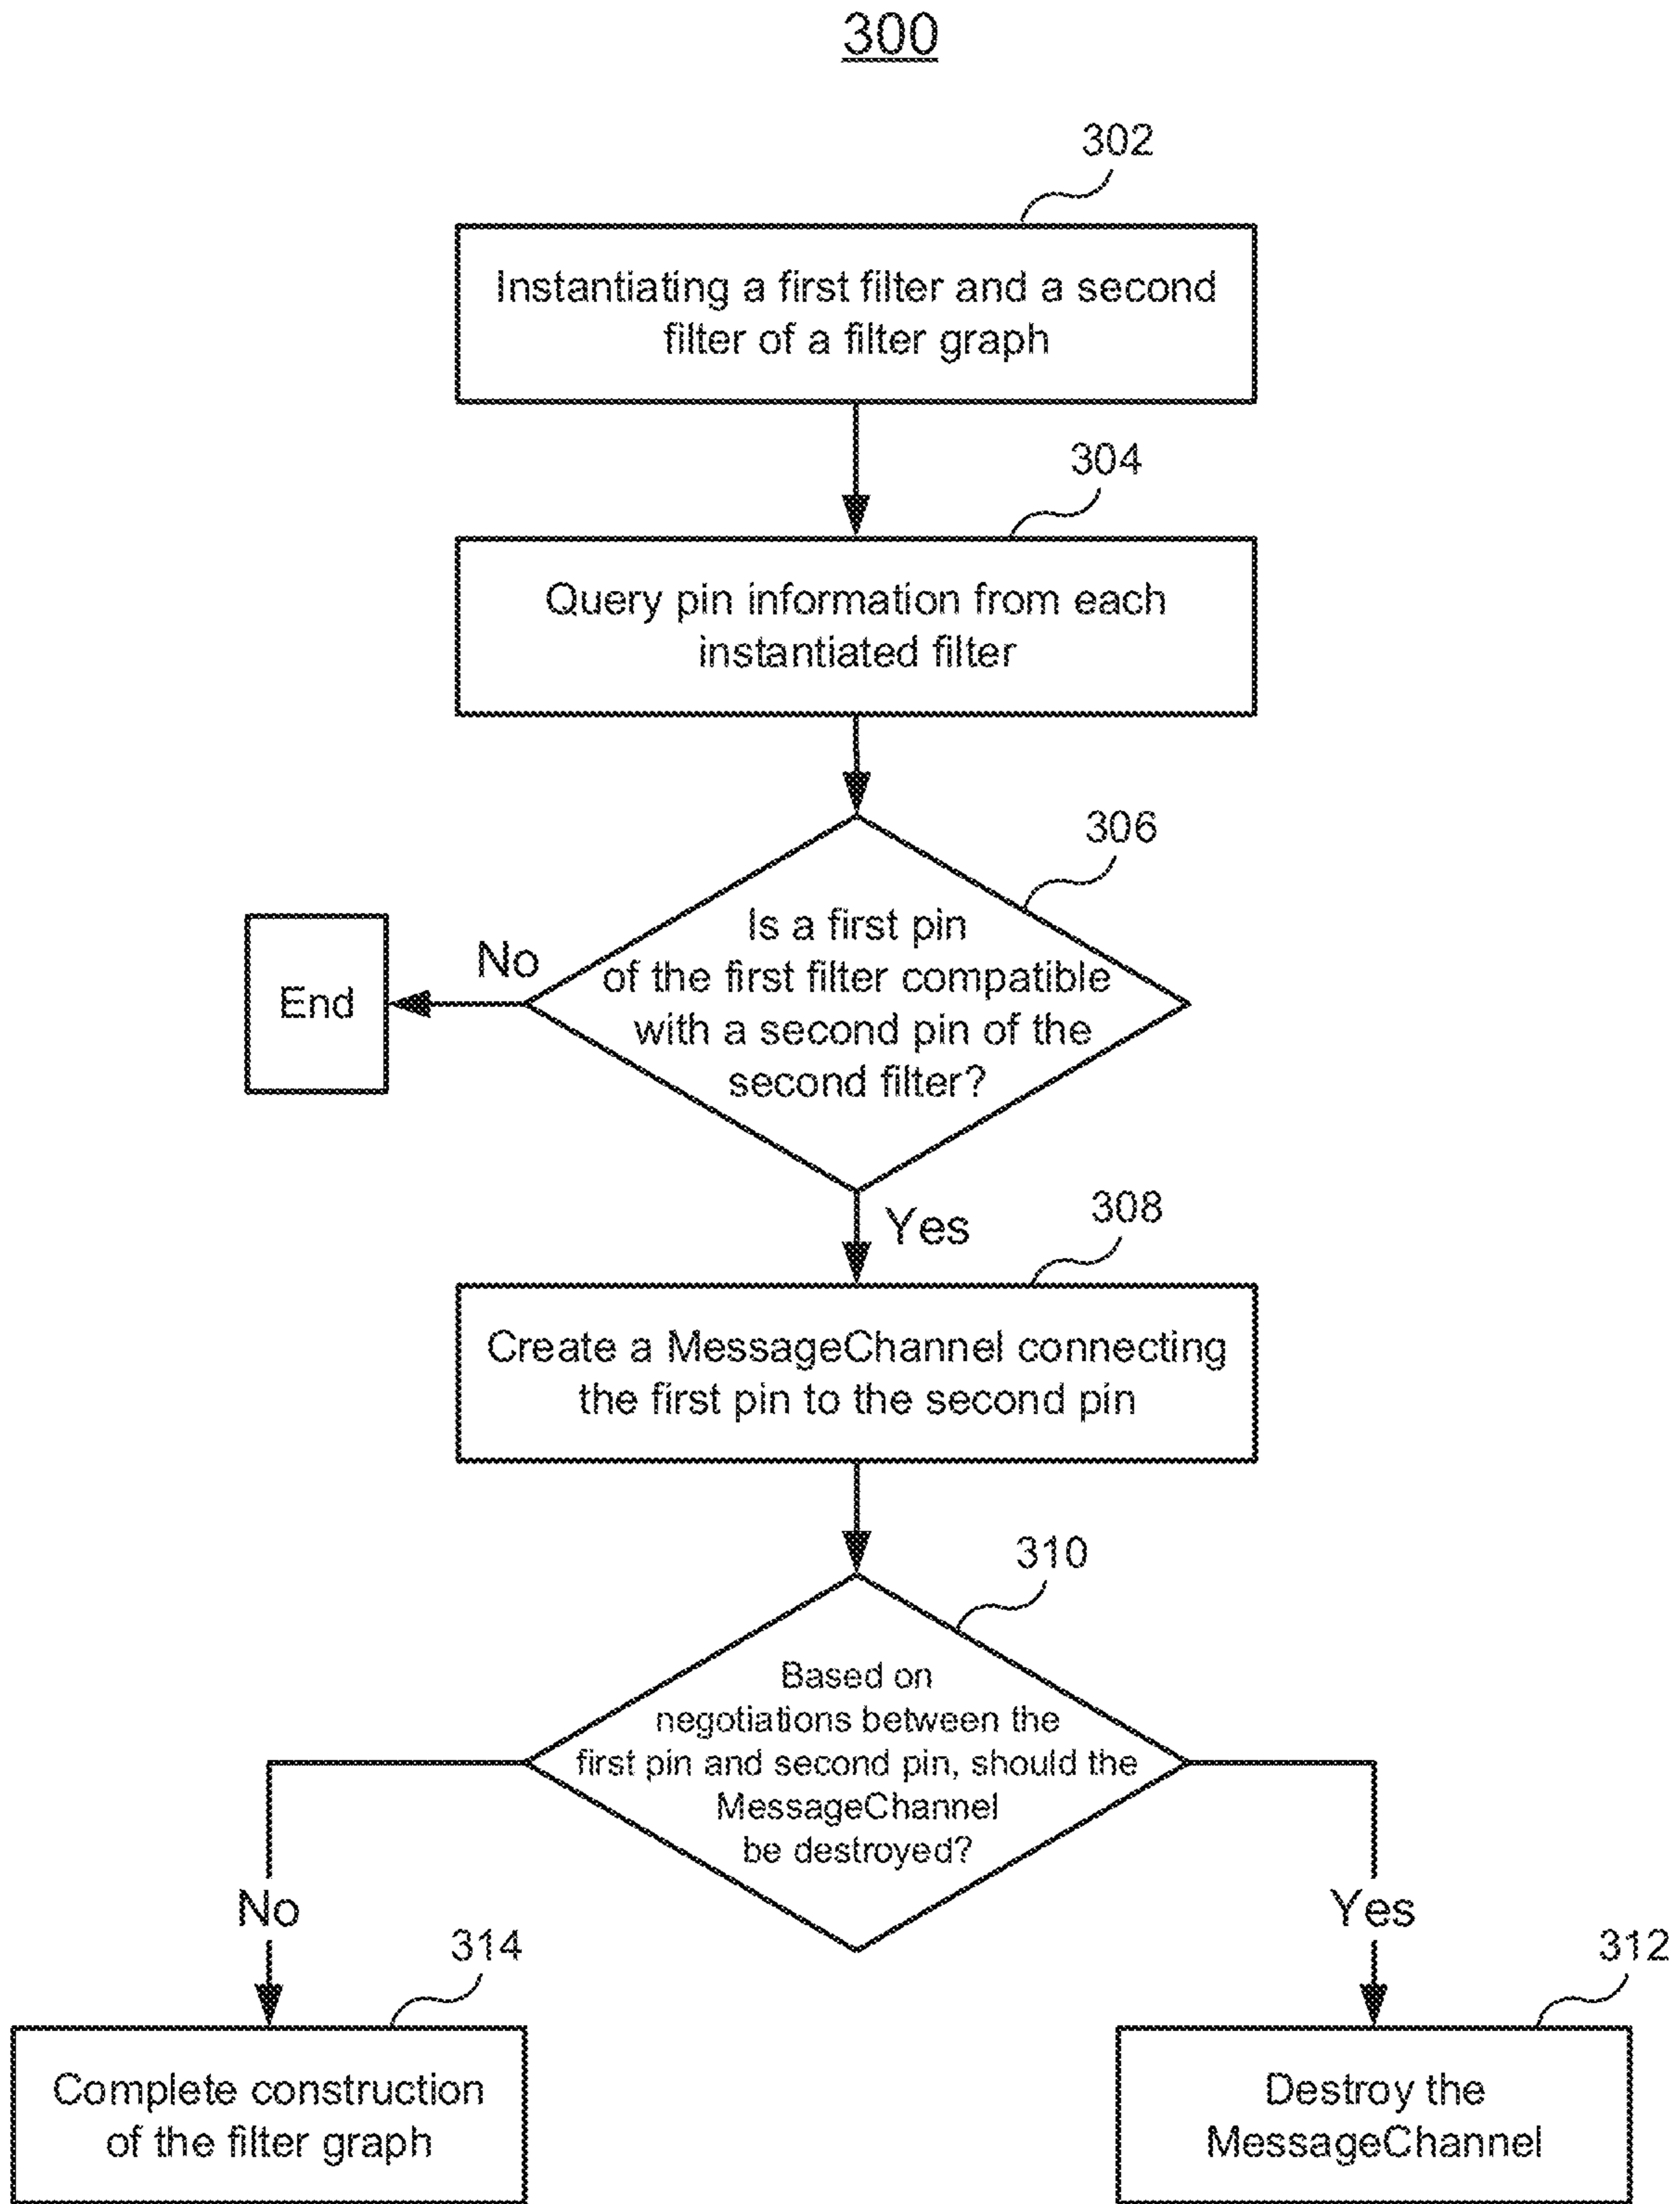 300
302
Instantiating a first filter and a second
filter of a filter graph
304
Query pin information from each
instantiated filter
306
Is a first pin
of the first filter compatible
with a second pin of the
second filter?
No
End
Yes
308
Create a MessageChannel connecting
the first pin to the second pin
310
Based on
negotiations between the
first pin and second pin, should the
MessageChannel
be destroyed?
No
Yes
314
312
Complete construction
of the filter graph
Destroy the
MessageChannel